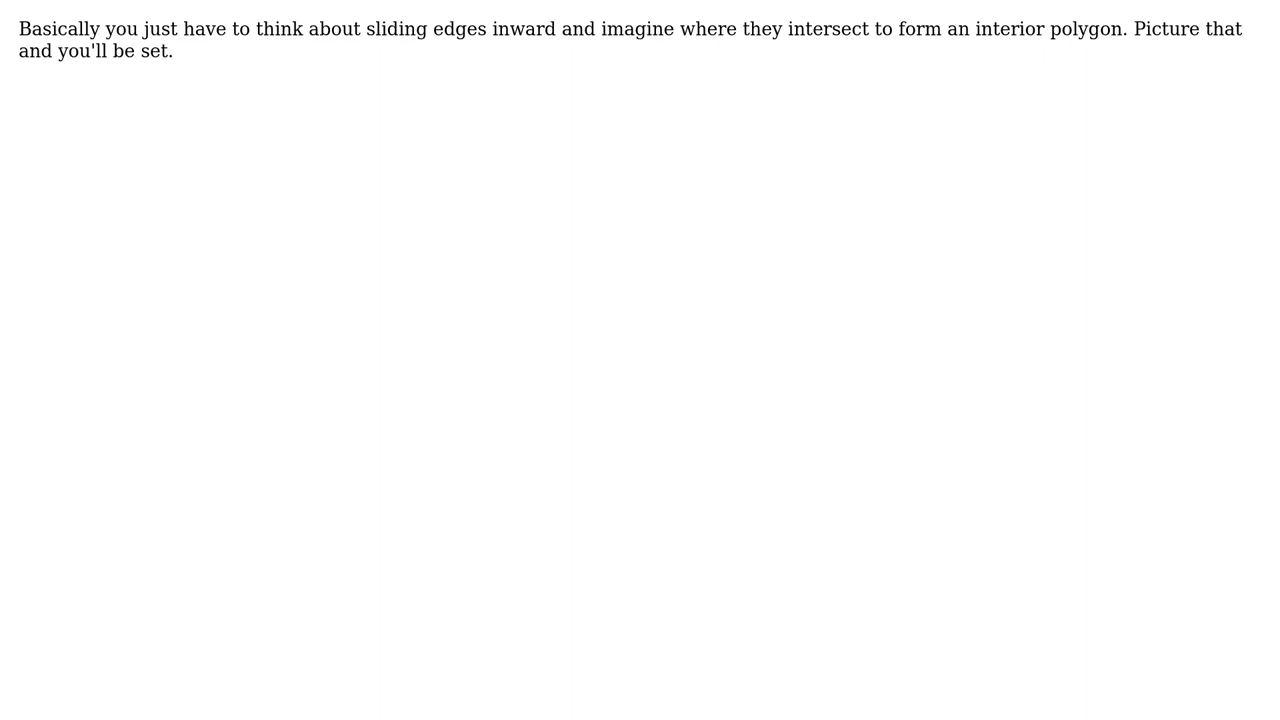 Basically you just have to think about sliding edges inward and imagine where they intersect to form an interior polygon. Picture that
and you'll be set.